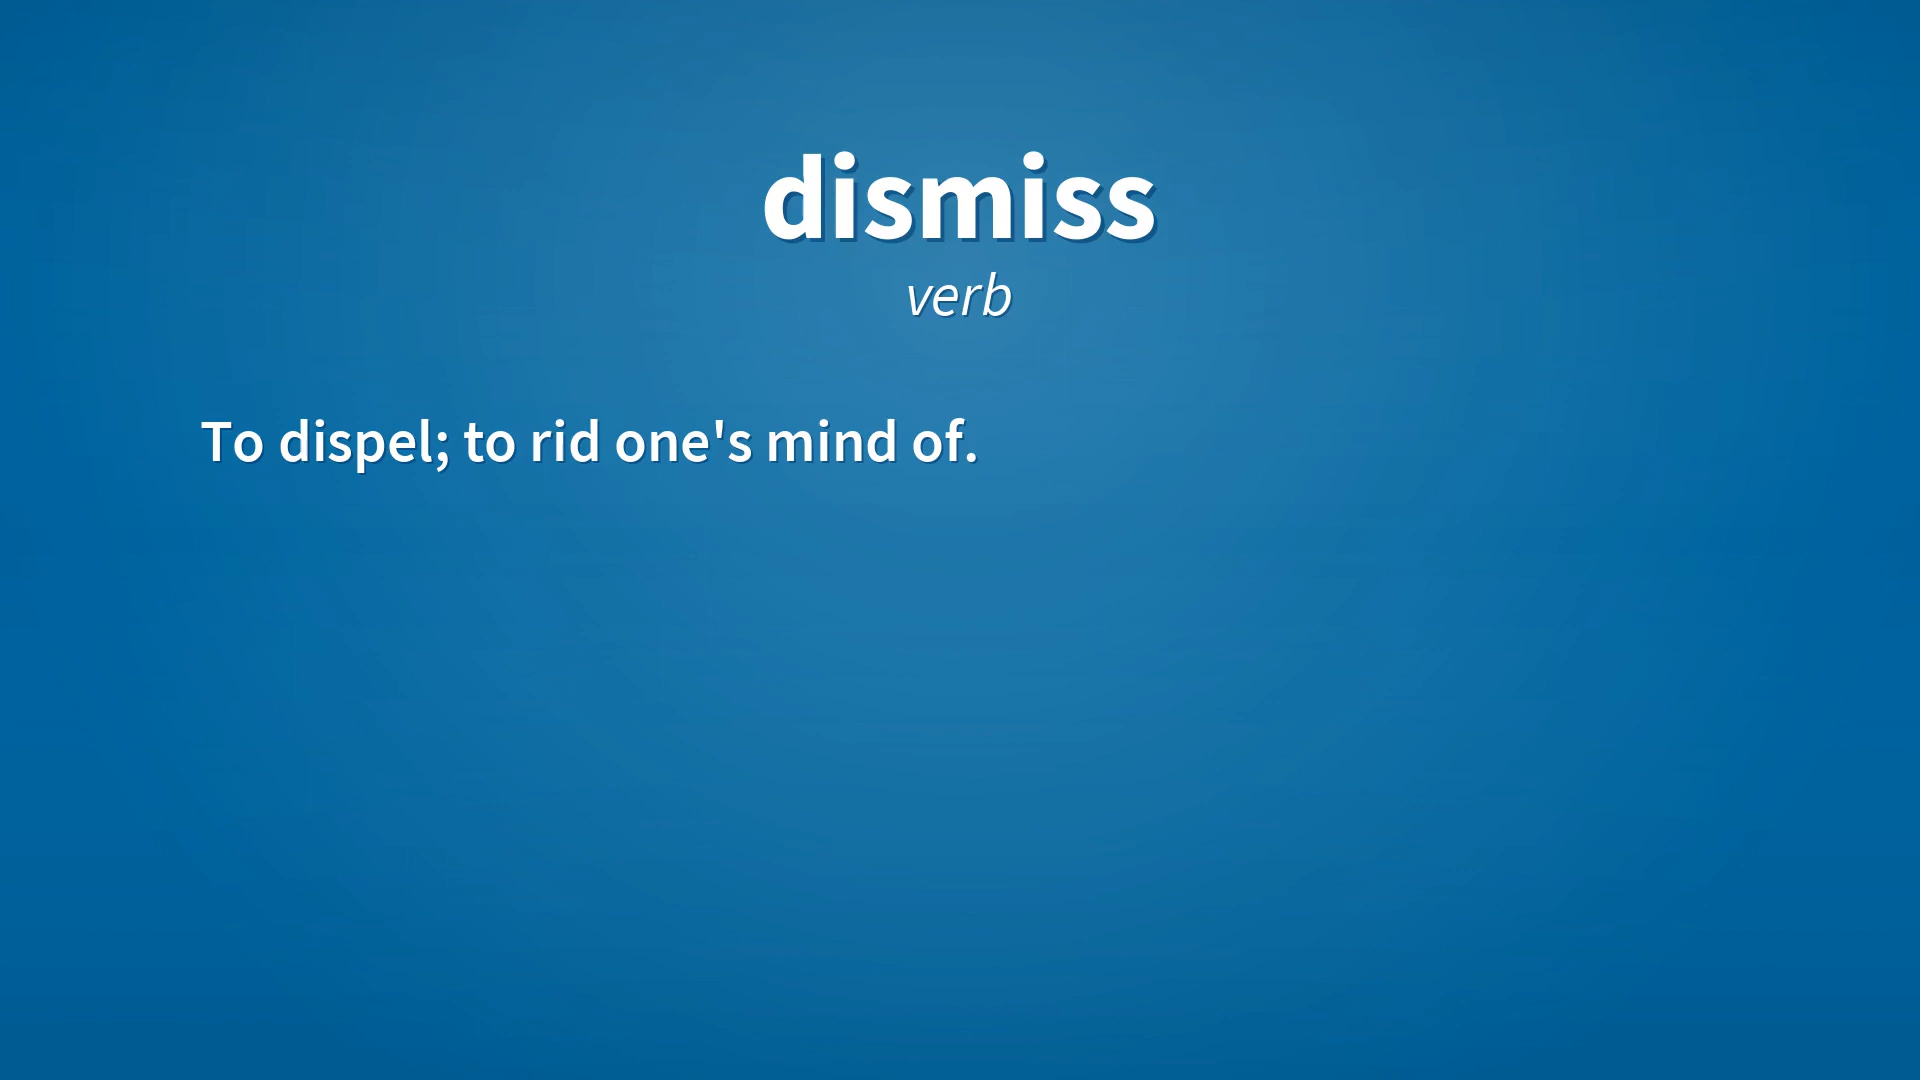 dismiss
verb
To dispel; to rid one's mind of.